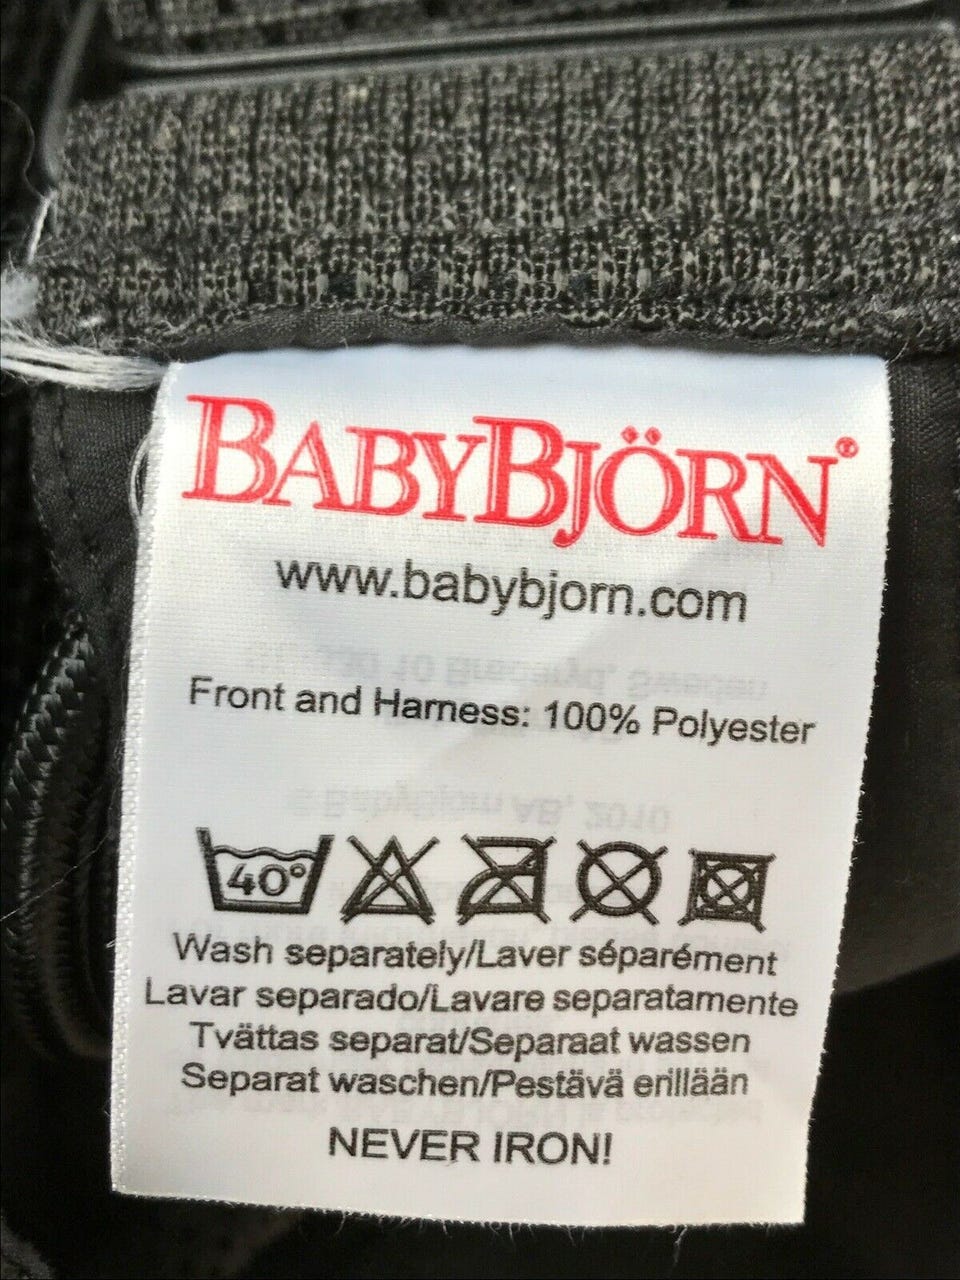 BABYBJÖRN®
www.babybjorn.com
Front and Harness: 100% Polyester
40°
Wash separately/Laver séparément
Lavar separado/Lavare separatamente
Tvättas separat/Separaat wassen
Separat waschen/Pestävä erillään
NEVER IRON!